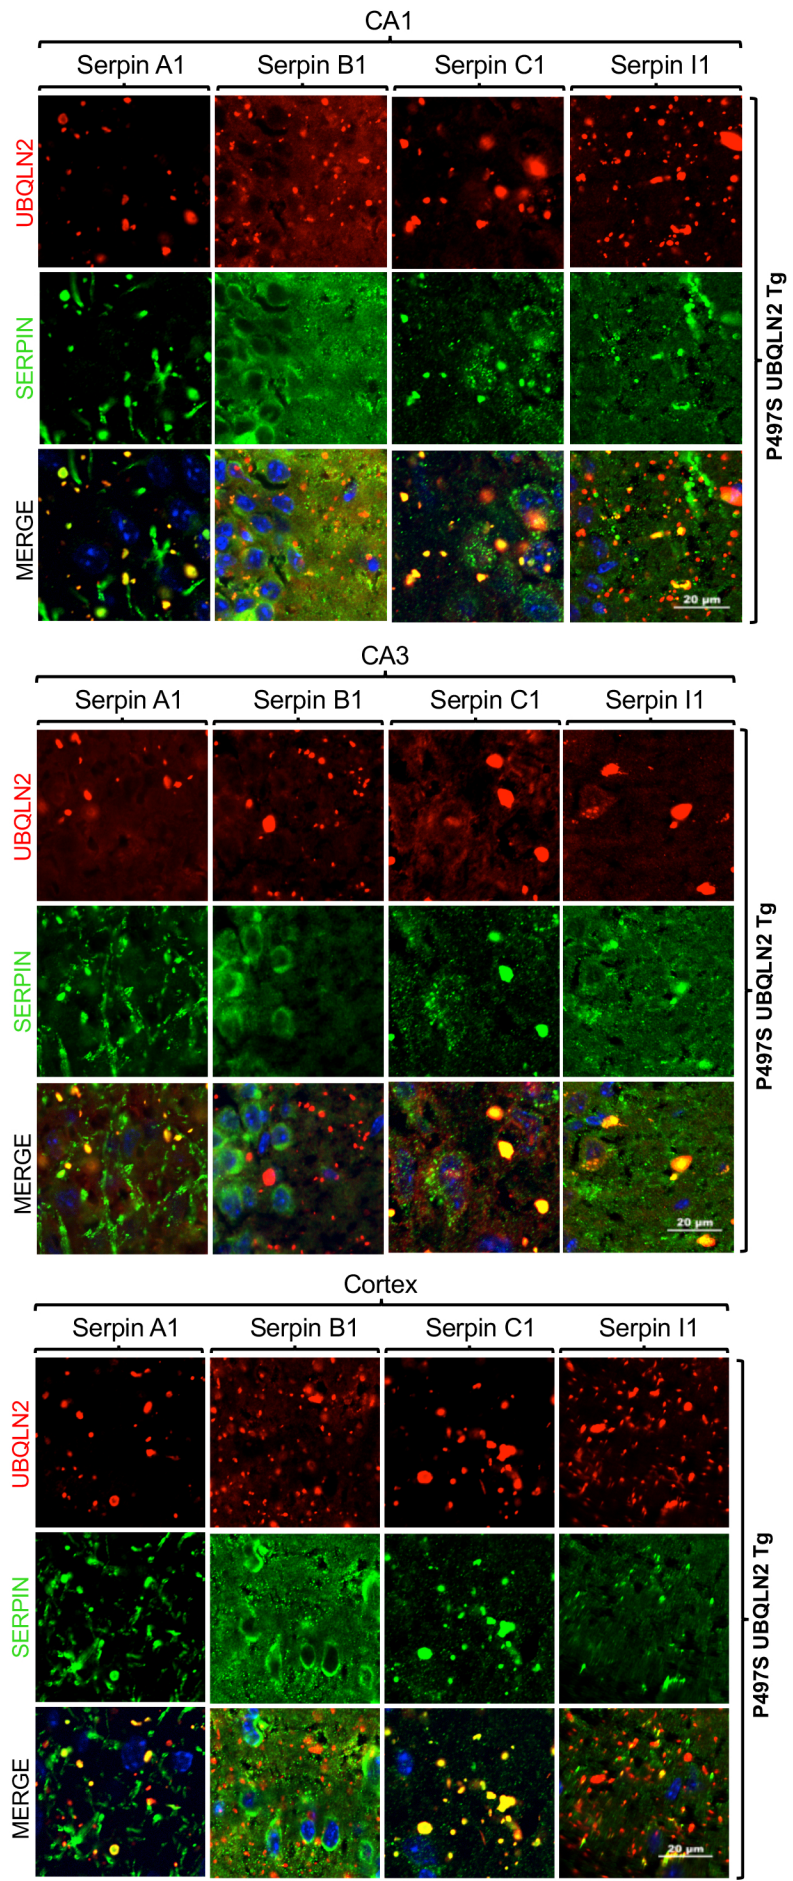 CA1
Serpin A1 Serpin B1 Serpin C1 Serpin I1
UBQLN2
SERPIN
MERGE
20 µm
P497S UBQLN2 Tg
CA3
Serpin A1 Serpin B1 Serpin C1 Serpin I1
UBQLN2
SERPIN
MERGE
20 µm
P497S UBQLN2 Tg
Cortex
Serpin A1 Serpin B1 Serpin C1 Serpin I1
UBQLN2
SERPIN
MERGE
20 µm
P497S UBQLN2 Tg